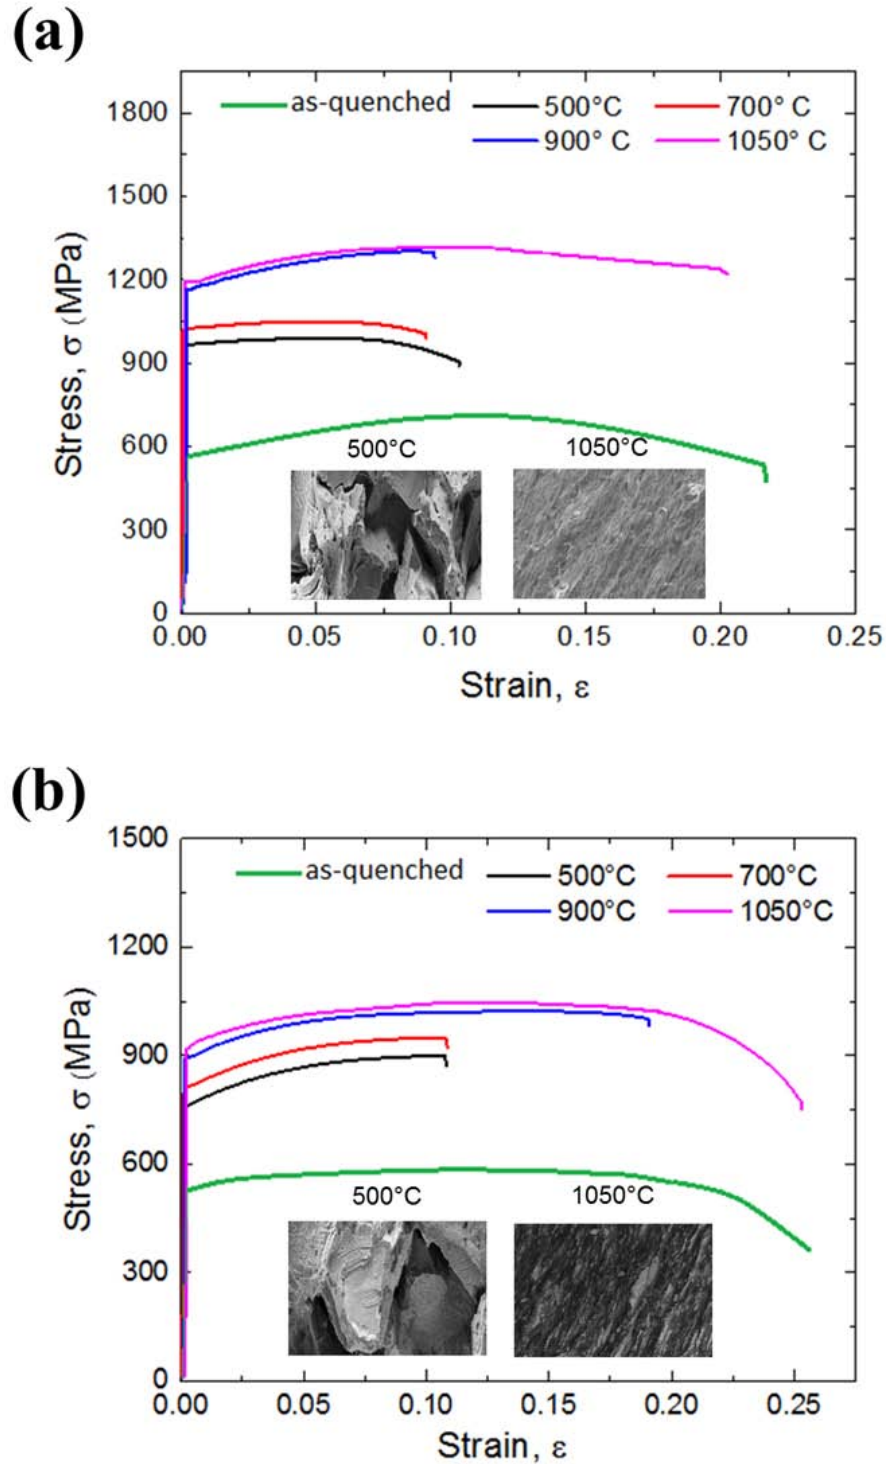 (a)
1800
1500
1200
900
600
300
0
Stress, σ (MPa)
as-quenched 500°C 700° C
900° C 1050° C
500°C 1050°C
0.00 0.05 0.10 0.15 0.20 0.25
Strain, ε
(b)
1500
1200
900
600
300
0
Stress, σ (MPa)
as-quenched 500°C 700°C
900°C 1050°C
500°C 1050°C
0.00 0.05 0.10 0.15 0.20 0.25
Strain, ε